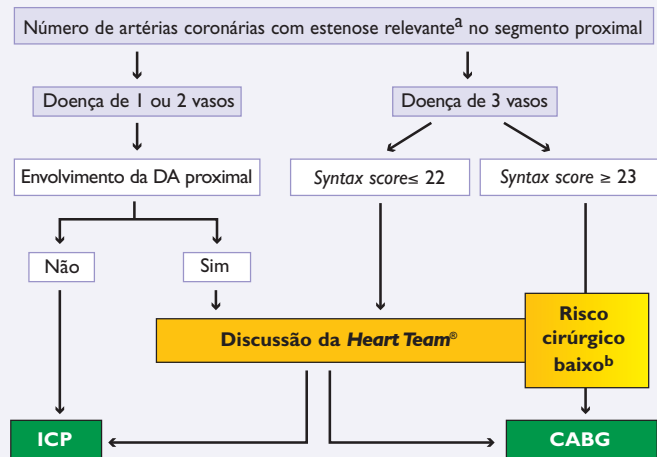 Número de artérias coronárias com estenose relevanteᵃ no segmento proximal
Doença de 1 ou 2 vasos
Doença de 3 vasos
Envolvimento da DA proximal
Syntax score≤ 22
Syntax score ≥ 23
Não
Sim
Discussão da Heart Team®
Risco
cirúrgico
baixoᵇ
ICP
CABG